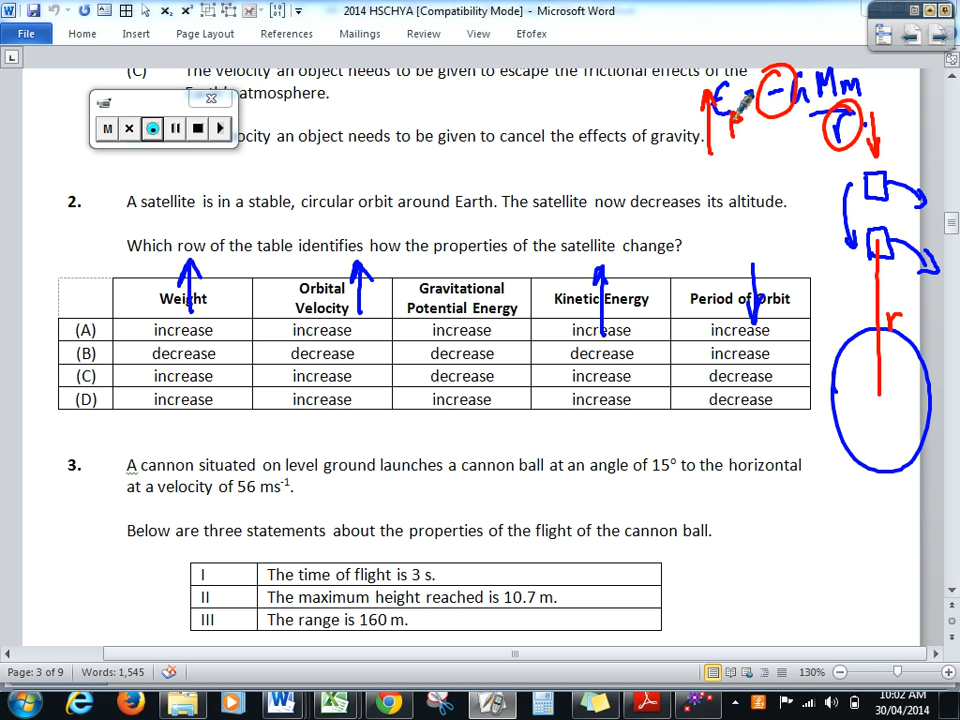 2014 HSCHYA [Compatibility Mode] - Microsoft Word
File Home Insert Page Layout References Mailings Review View Efofex
(C) The velocity an object needs to be given to escape the frictional effects of the
atmosphere.
M
ocity an object needs to be given to cancel the effects of gravity.
Mm
r
2. A satellite is in a stable, circular orbit around Earth. The satellite now decreases its altitude.
Which row of the table identifies how the properties of the satellite change?
Weight Orbital Velocity Gravitational Potential Energy Kinetic Energy Period of Orbit
(A) increase increase increase increase increase
(B) decrease decrease decrease decrease increase
(C) increase increase decrease increase decrease
(D) increase increase increase increase decrease
r
3. A cannon situated on level ground launches a cannon ball at an angle of 15° to the horizontal
at a velocity of 56 ms⁻¹.
Below are three statements about the properties of the flight of the cannon ball.
I The time of flight is 3 s.
II The maximum height reached is 10.7 m.
III The range is 160 m.
Page: 3 of 9 Words: 1,545 130%
10:02 AM
30/04/2014